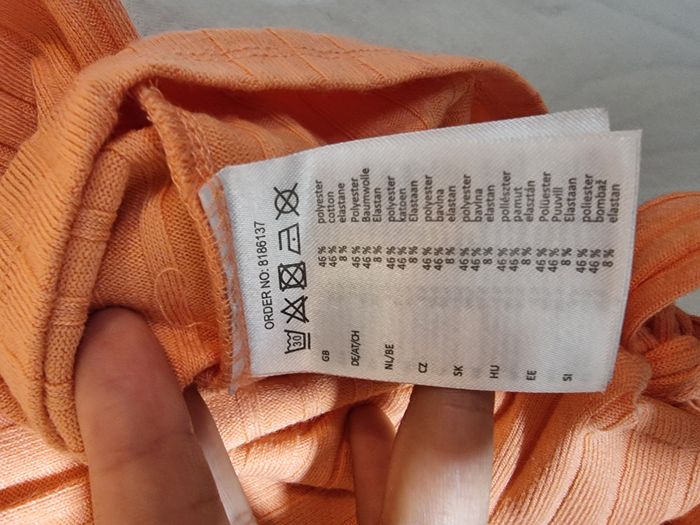 ORDER NO: 8186137
30
GB 46 % polyester
46 % cotton
8 % elastane
DE/AT/CH 46 % Polyester
46 % Baumwolle
8 % Elastan
NL/BE 46 % polyester
46 % katoen
8 % Elastaan
CZ 46 % polyester
46 % bavlna
8 % elastan
SK 46 % polyester
46 % bavlna
8 % elastan
HU 46 % poliészter
46 % pamut
8 % elasztán
EE 46 % Polüester
46 % Puuvill
8 % Elastaan
SI 46 % poliester
46 % bombaž
8 % elastan